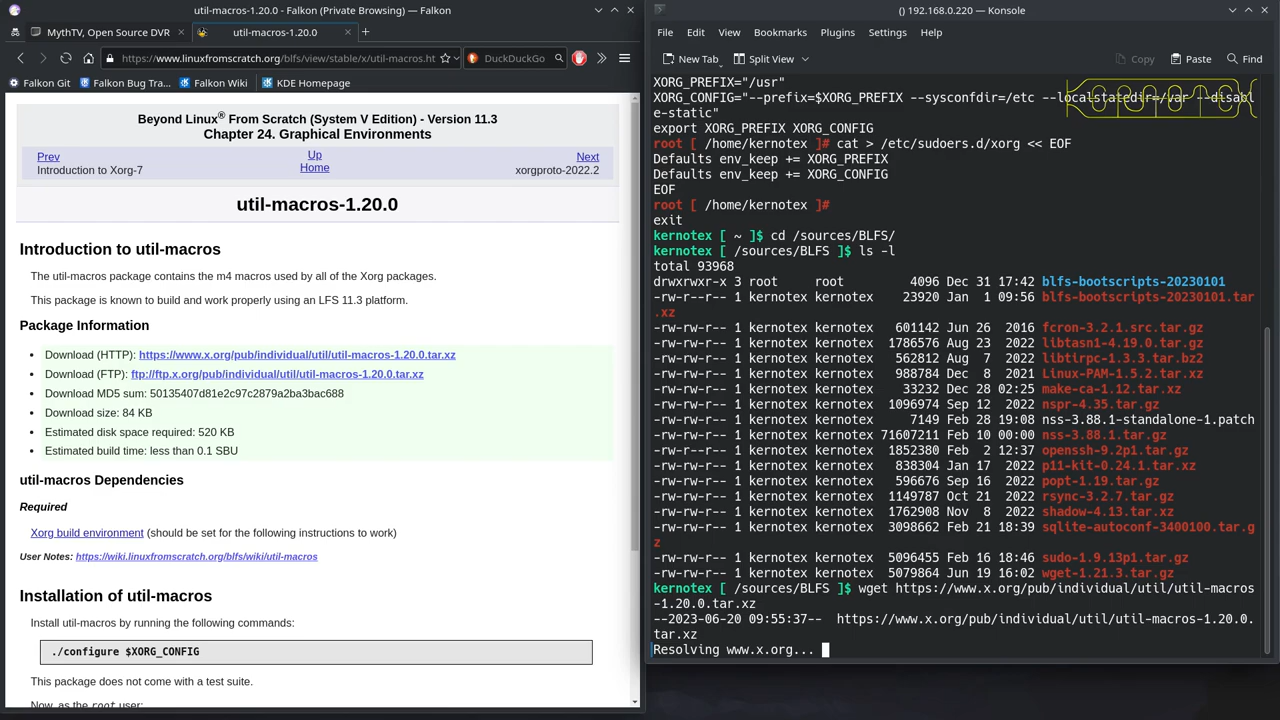 util-macros-1.20.0 - Falkon (Private Browsing) — Falkon
MythTV, Open Source DVR
util-macros-1.20.0
https://www.linuxfromscratch.org/blfs/view/stable/x/util-macros.ht
DuckDuckGo
Falkon Git
Falkon Bug Tra...
Falkon Wiki
KDE Homepage
Beyond Linux® From Scratch (System V Edition) - Version 11.3
Chapter 24. Graphical Environments
Prev
Up
Next
Introduction to Xorg-7
Home
xorgproto-2022.2
util-macros-1.20.0
Introduction to util-macros
The util-macros package contains the m4 macros used by all of the Xorg packages.
This package is known to build and work properly using an LFS 11.3 platform.
Package Information
• Download (HTTP): https://www.x.org/pub/individual/util/util-macros-1.20.0.tar.xz
• Download (FTP): ftp://ftp.x.org/pub/individual/util/util-macros-1.20.0.tar.xz
• Download MD5 sum: 50135407d81e2c97c2879a2ba3bac688
• Download size: 84 KB
• Estimated disk space required: 520 KB
• Estimated build time: less than 0.1 SBU
util-macros Dependencies
Required
Xorg build environment (should be set for the following instructions to work)
User Notes: https://wiki.linuxfromscratch.org/blfs/wiki/util-macros
Installation of util-macros
Install util-macros by running the following commands:
./configure $XORG_CONFIG
This package does not come with a test suite.
Now, as the root user:
() 192.168.0.220 — Konsole
File Edit View Bookmarks Plugins Settings Help
New Tab
Split View
Copy
Paste
Find
XORG_PREFIX="/usr"
XORG_CONFIG="--prefix=$XORG_PREFIX --sysconfdir=/etc --localstatedir=/var --disabl
e-static"
export XORG_PREFIX XORG_CONFIG
root [ /home/kernotex ]# cat > /etc/sudoers.d/xorg << EOF
Defaults env_keep += XORG_PREFIX
Defaults env_keep += XORG_CONFIG
EOF
root [ /home/kernotex ]#
exit
kernotex [ ~ ]$ cd /sources/BLFS/
kernotex [ /sources/BLFS ]$ ls -l
total 93968
drwxrwxr-x 3 root     root         4096 Dec 31 17:42 blfs-bootscripts-20230101
-rw-r--r-- 1 kernotex kernotex    23920 Jan  1 09:56 blfs-bootscripts-20230101.tar
.xz
-rw-rw-r-- 1 kernotex kernotex   601142 Jun 26  2016 fcron-3.2.1.src.tar.gz
-rw-rw-r-- 1 kernotex kernotex  1786576 Aug 23  2022 libtasn1-4.19.0.tar.gz
-rw-rw-r-- 1 kernotex kernotex   562812 Aug  7  2022 libtirpc-1.3.3.tar.bz2
-rw-rw-r-- 1 kernotex kernotex   988784 Dec  8  2021 Linux-PAM-1.5.2.tar.xz
-rw-rw-r-- 1 kernotex kernotex    33232 Dec 28 02:25 make-ca-1.12.tar.xz
-rw-rw-r-- 1 kernotex kernotex  1096974 Sep 12  2022 nspr-4.35.tar.gz
-rw-rw-r-- 1 kernotex kernotex     7149 Feb 28 19:08 nss-3.88.1-standalone-1.patch
-rw-rw-r-- 1 kernotex kernotex 71607211 Feb 10 00:00 nss-3.88.1.tar.gz
-rw-rw-r-- 1 kernotex kernotex  1852380 Feb  2 12:37 openssh-9.2p1.tar.gz
-rw-rw-r-- 1 kernotex kernotex   838304 Jan 17  2022 p11-kit-0.24.1.tar.xz
-rw-rw-r-- 1 kernotex kernotex   596676 Sep 16  2022 popt-1.19.tar.gz
-rw-rw-r-- 1 kernotex kernotex  1149787 Oct 21  2022 rsync-3.2.7.tar.gz
-rw-rw-r-- 1 kernotex kernotex  1762908 Nov  8  2022 shadow-4.13.tar.xz
-rw-rw-r-- 1 kernotex kernotex  3098662 Feb 21 18:39 sqlite-autoconf-3400100.tar.g
z
-rw-rw-r-- 1 kernotex kernotex  5096455 Feb 16 18:46 sudo-1.9.13p1.tar.gz
-rw-rw-r-- 1 kernotex kernotex  5079864 Jun 19 16:02 wget-1.21.3.tar.gz
kernotex [ /sources/BLFS ]$ wget https://www.x.org/pub/individual/util/util-macros
-1.20.0.tar.xz
--2023-06-20 09:55:37--  https://www.x.org/pub/individual/util/util-macros-1.20.0.
tar.xz
Resolving www.x.org...